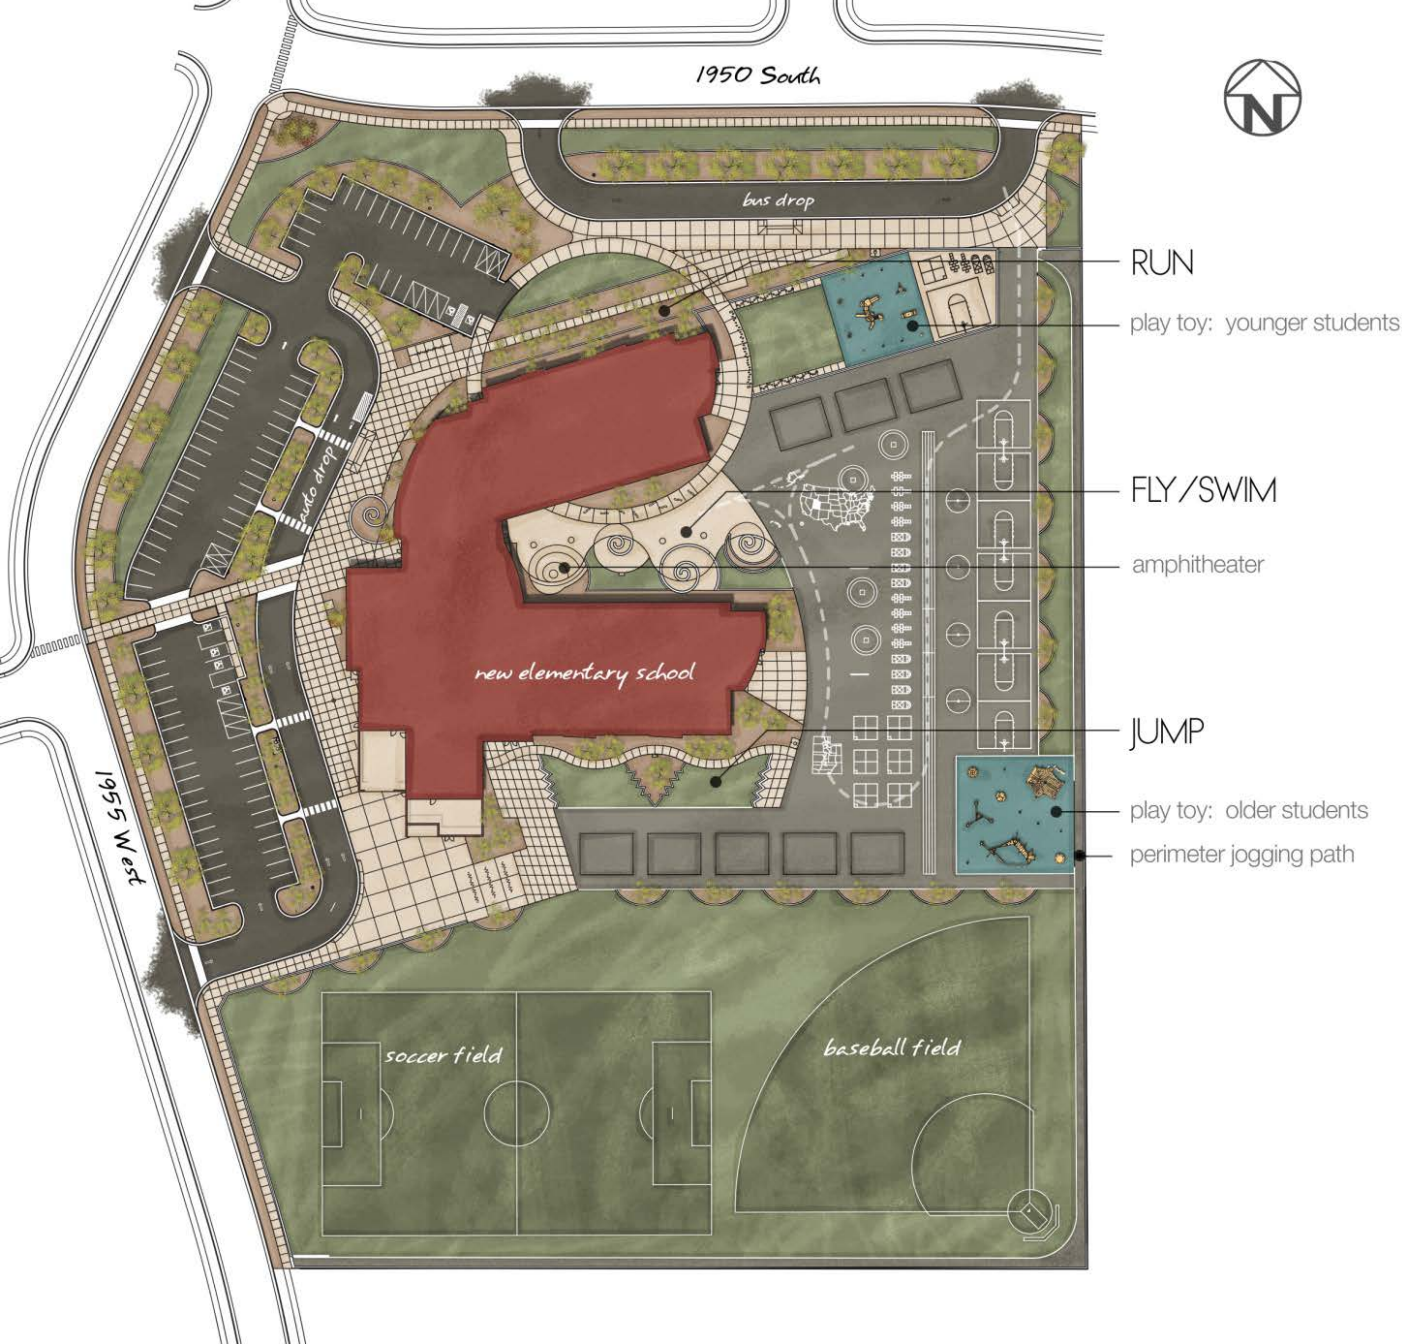 1950 South
N
bus drop
RUN
play toy: younger students
auto drop
FLY/SWIM
amphitheater
new elementary school
JUMP
1955 West
play toy: older students
perimeter jogging path
soccer field
baseball field